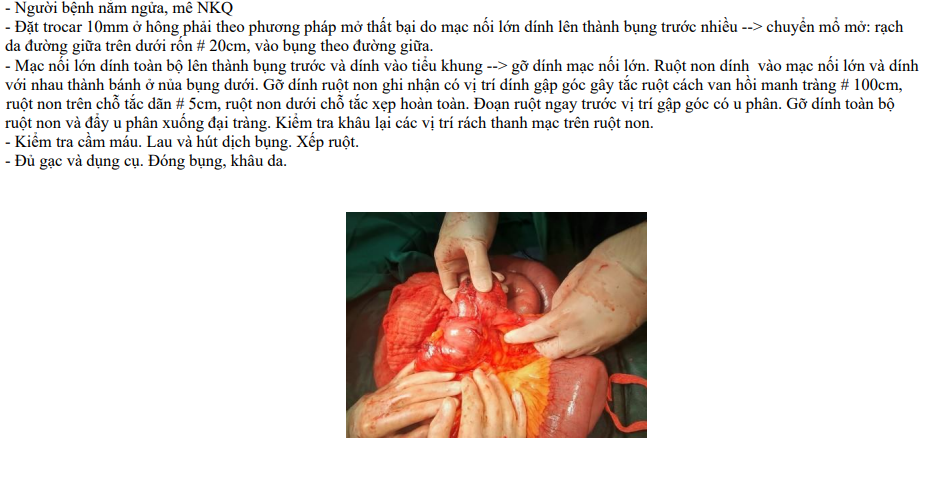 - Người bệnh nằm ngửa, mê NKQ
- Đặt trocar 10mm ở hông phải theo phương pháp mở thất bại do mạc nối lớn dính lên thành bụng trước nhiều --> chuyển mổ mở: rạch
da đường giữa trên dưới rốn # 20cm, vào bụng theo đường giữa.
- Mạc nối lớn dính toàn bộ lên thành bụng trước và dính vào tiểu khung --> gỡ dính mạc nối lớn. Ruột non dính vào mạc nối lớn và dính
với nhau thành bánh ở nủa bụng dưới. Gỡ dính ruột non ghi nhận có vị trí dính gập góc gây tắc ruột cách van hồi manh tràng # 100cm,
ruột non trên chỗ tắc dãn # 5cm, ruột non dưới chỗ tắc xẹp hoàn toàn. Đoạn ruột ngay trước vị trí gập góc có u phân. Gỡ dính toàn bộ
ruột non và đẩy u phân xuống đại tràng. Kiểm tra khâu lại các vị trí rách thanh mạc trên ruột non.
- Kiểm tra cầm máu. Lau và hút dịch bụng. Xếp ruột.
- Đủ gạc và dụng cụ. Đóng bụng, khâu da.